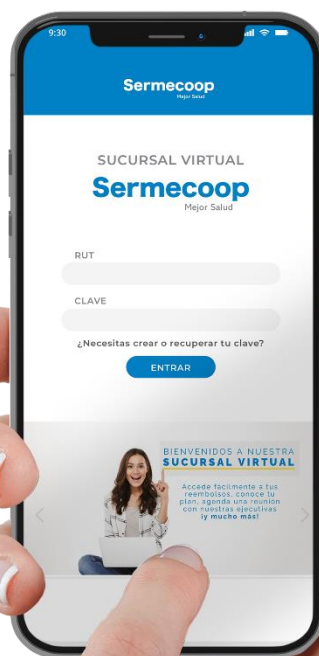 9:30
Sermecoop
Mejor Salud
SUCURSAL VIRTUAL
Sermecoop
Mejor Salud
RUT
CLAVE
¿Necesitas crear o recuperar tu clave?
ENTRAR
BIENVENIDOS A NUESTRA
SUCURSAL VIRTUAL
Accede fácilmente a tus
reembolsos, conoce tu
plan, agenda una reunión
con nuestras ejecutivas
¡y mucho más!